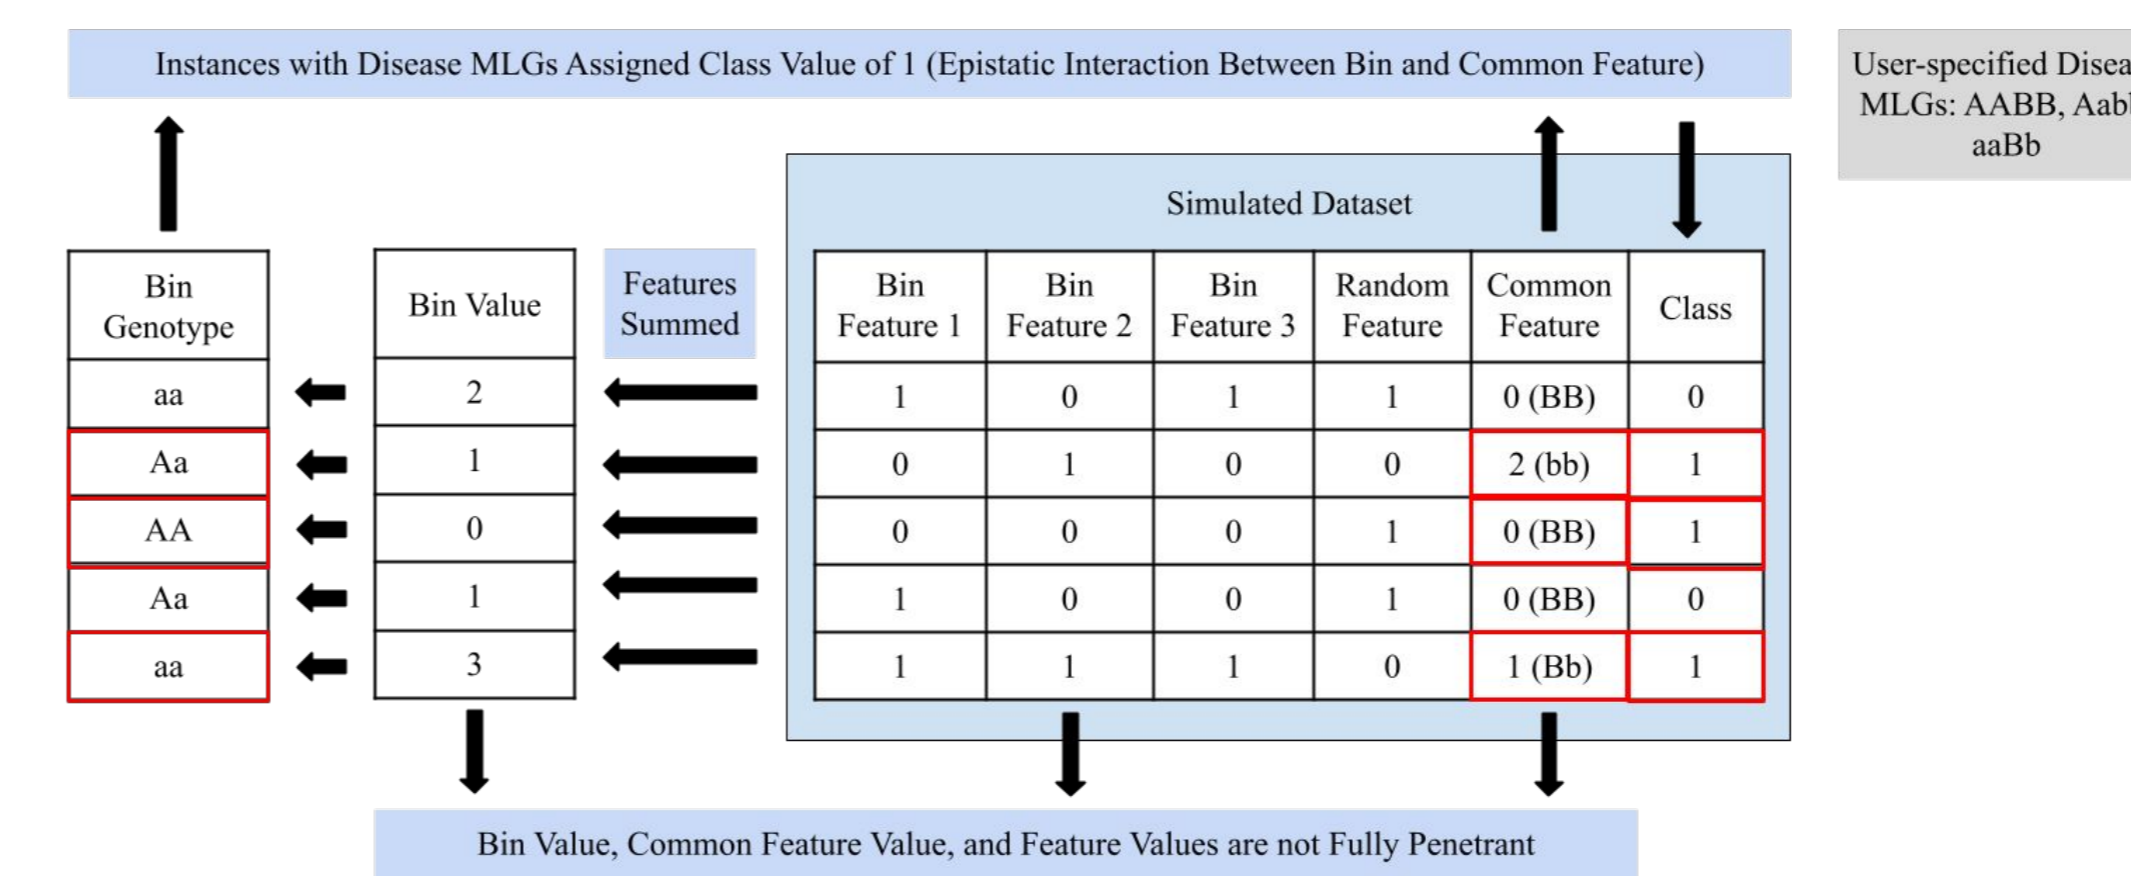 Instances with Disease MLGs Assigned Class Value of 1 (Epistatic Interaction Between Bin and Common Feature)
User-specified
MLGs: AABB,
aaBb
Simulated Dataset
Bin Genotype
Bin Value
Features Summed
Bin Feature 1 Bin Feature 2 Bin Feature 3 Random Feature Common Feature Class
aa 2 1 0 1 1 0 (BB) 0
Aa 1 0 1 0 0 2 (bb) 1
AA 0 0 0 0 1 0 (BB) 1
Aa 1 1 0 0 1 0 (BB) 0
aa 3 1 1 1 0 1 (Bb) 1
Bin Value, Common Feature Value, and Feature Values are not Fully Penetrant